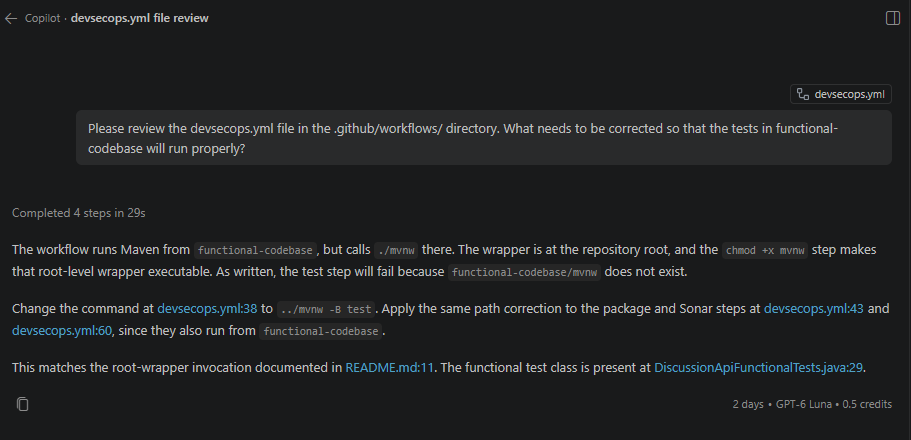 Copilot · devsecops.yml file review
devsecops.yml
Please review the devsecops.yml file in the .github/workflows/ directory. What needs to be corrected so that the tests in functional-
codebase will run properly?
Completed 4 steps in 29s
The workflow runs Maven from functional-codebase, but calls ./mvnw there. The wrapper is at the repository root, and the chmod +x mvnw step makes
that root-level wrapper executable. As written, the test step will fail because functional-codebase/mvnw does not exist.
Change the command at devsecops.yml:38 to ../mvnw -B test. Apply the same path correction to the package and Sonar steps at devsecops.yml:43 and
devsecops.yml:60, since they also run from functional-codebase.
This matches the root-wrapper invocation documented in README.md:11. The functional test class is present at DiscussionApiFunctionalTests.java:29.
2 days • GPT-6 Luna • 0.5 credits